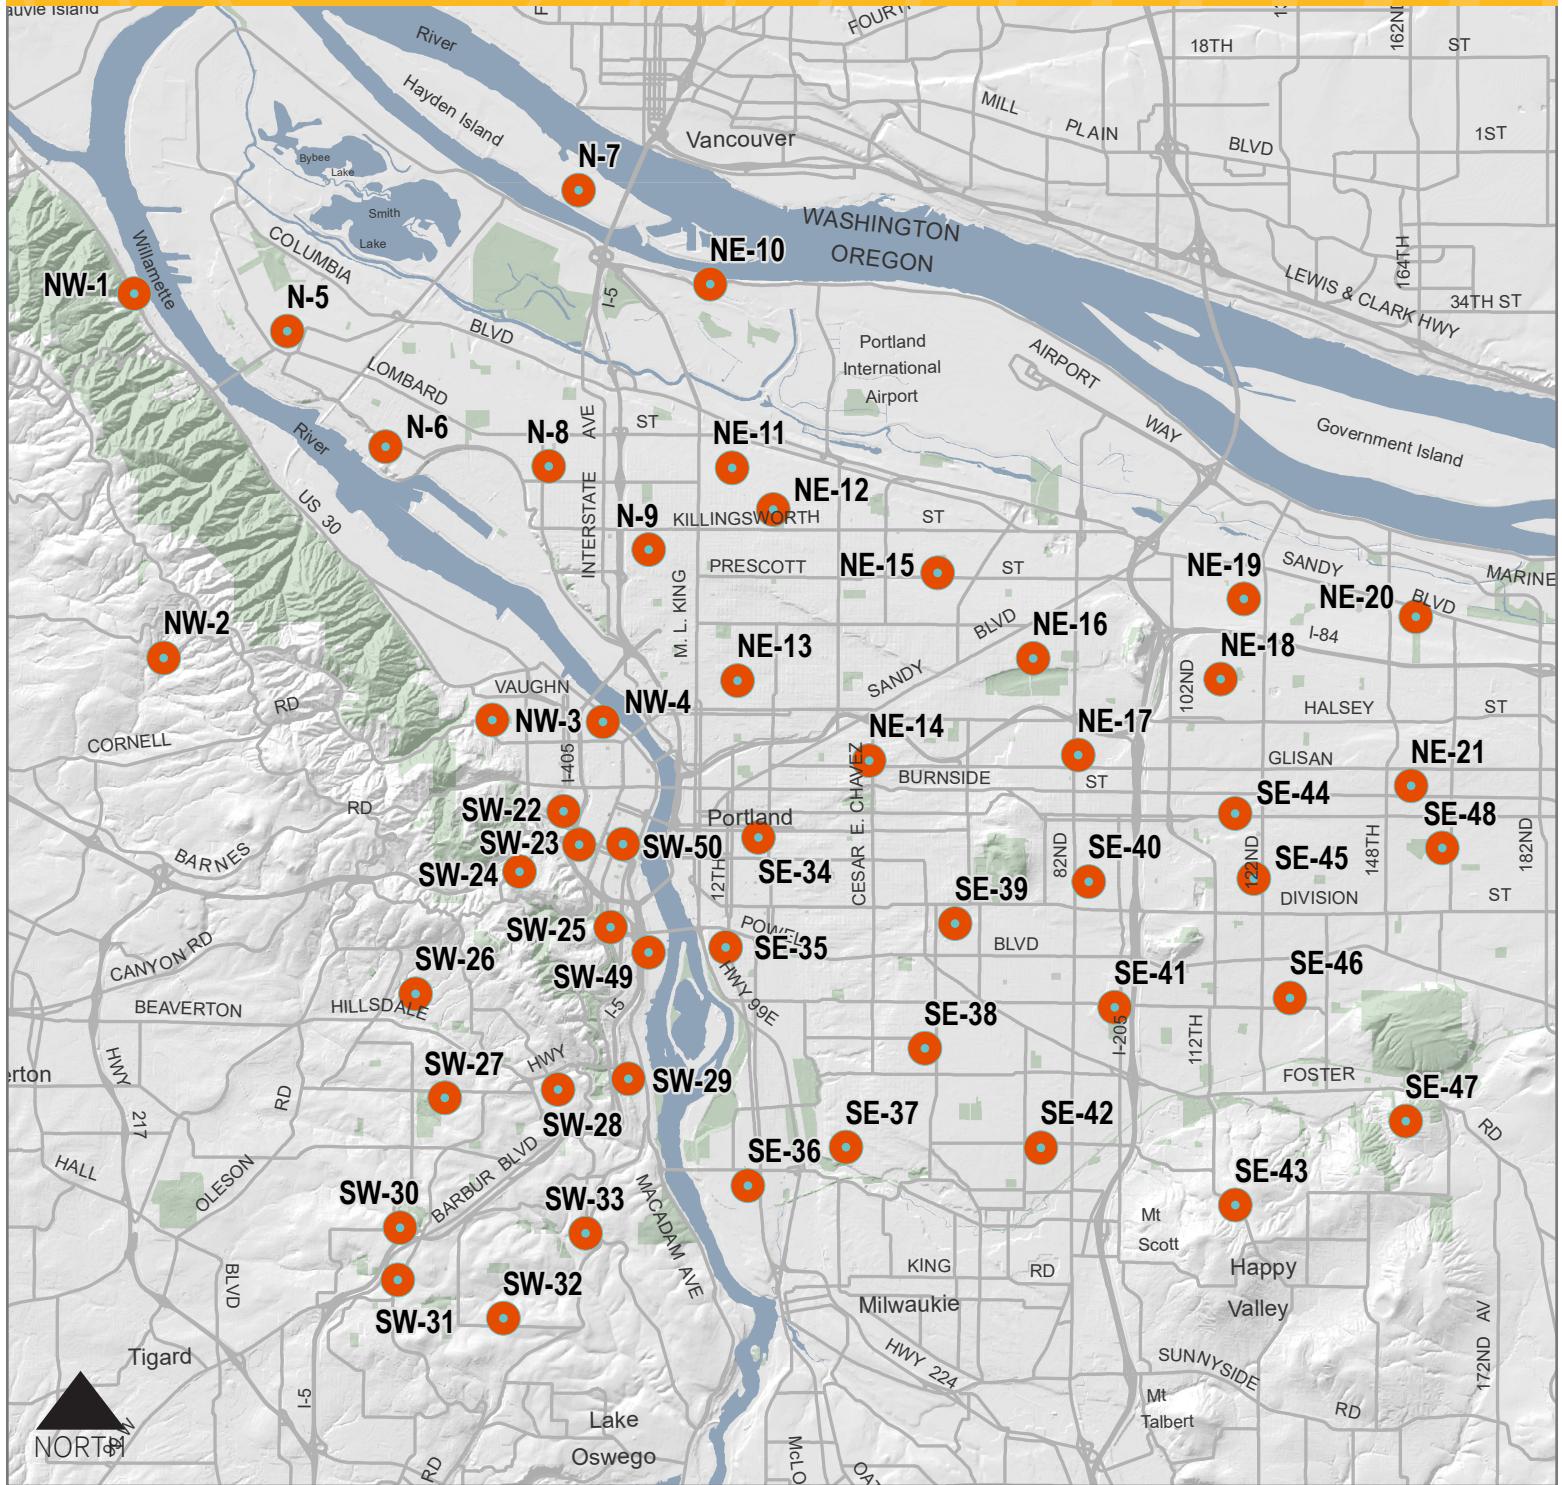 auvie Island
F
FOURTH
162ND
River
18TH
ST
Hayden Island
MILL
PLAIN
BLVD
1ST
Vancouver
N-7
Bybee
Lake
Smith
Lake
WASHINGTON
OREGON
COLUMBIA
BLVD
Willamette
NE-10
164TH
LEWIS & CLARK HWY
34TH ST
NW-1
N-5
I-5
Portland
International
Airport
AIRPORT
WAY
LOMBARD
ST
N-6
N-8
INTERSTATE AVE
NE-11
Government Island
River
US 30
NE-12
N-9
KILLINGSWORTH
ST
PRESCOTT
ST
NE-15
NE-19
SANDY
BLVD
MARINE
NE-20
M. L. KING
NW-2
NE-13
SANDY
BLVD
NE-16
I-84
NE-18
102ND
VAUGHN
NW-3
NW-4
RD
CORNELL
HALSEY
ST
NE-14
NE-17
I-405
GLISAN
BURNSIDE
ST
NE-21
RD
SW-22
Portland
CESAR E. CHAVEZ
SE-44
SE-48
BARNES
SW-23
SW-50
SW-24
12TH
SE-34
82ND
SE-40
122ND
SE-45
148TH
182ND
SE-39
DIVISION
ST
SW-25
POWELL
BLVD
SE-35
CANYON RD
SW-26
SW-49
HWY 99E
SE-41
SE-46
BEAVERTON
HILLSDALE
HWY
I-5
SE-38
I-205
112TH
erton
HWY
217
SW-27
SW-29
FOSTER
RD
SE-47
RD
SW-28
HALL
BLVD
OLESON
SE-37
SE-42
SE-36
BARBUR BLVD
SW-30
SW-33
MACADAM AVE
SE-43
Mt
Scott
KING
RD
Happy
Valley
SW-32
SW-31
Milwaukie
Tigard
HWY 224
SUNNYSIDE
RD
172ND AV
I-5
Mt
Talbert
Lake
Oswego
99W
NORTH
RD
McLO
OAT